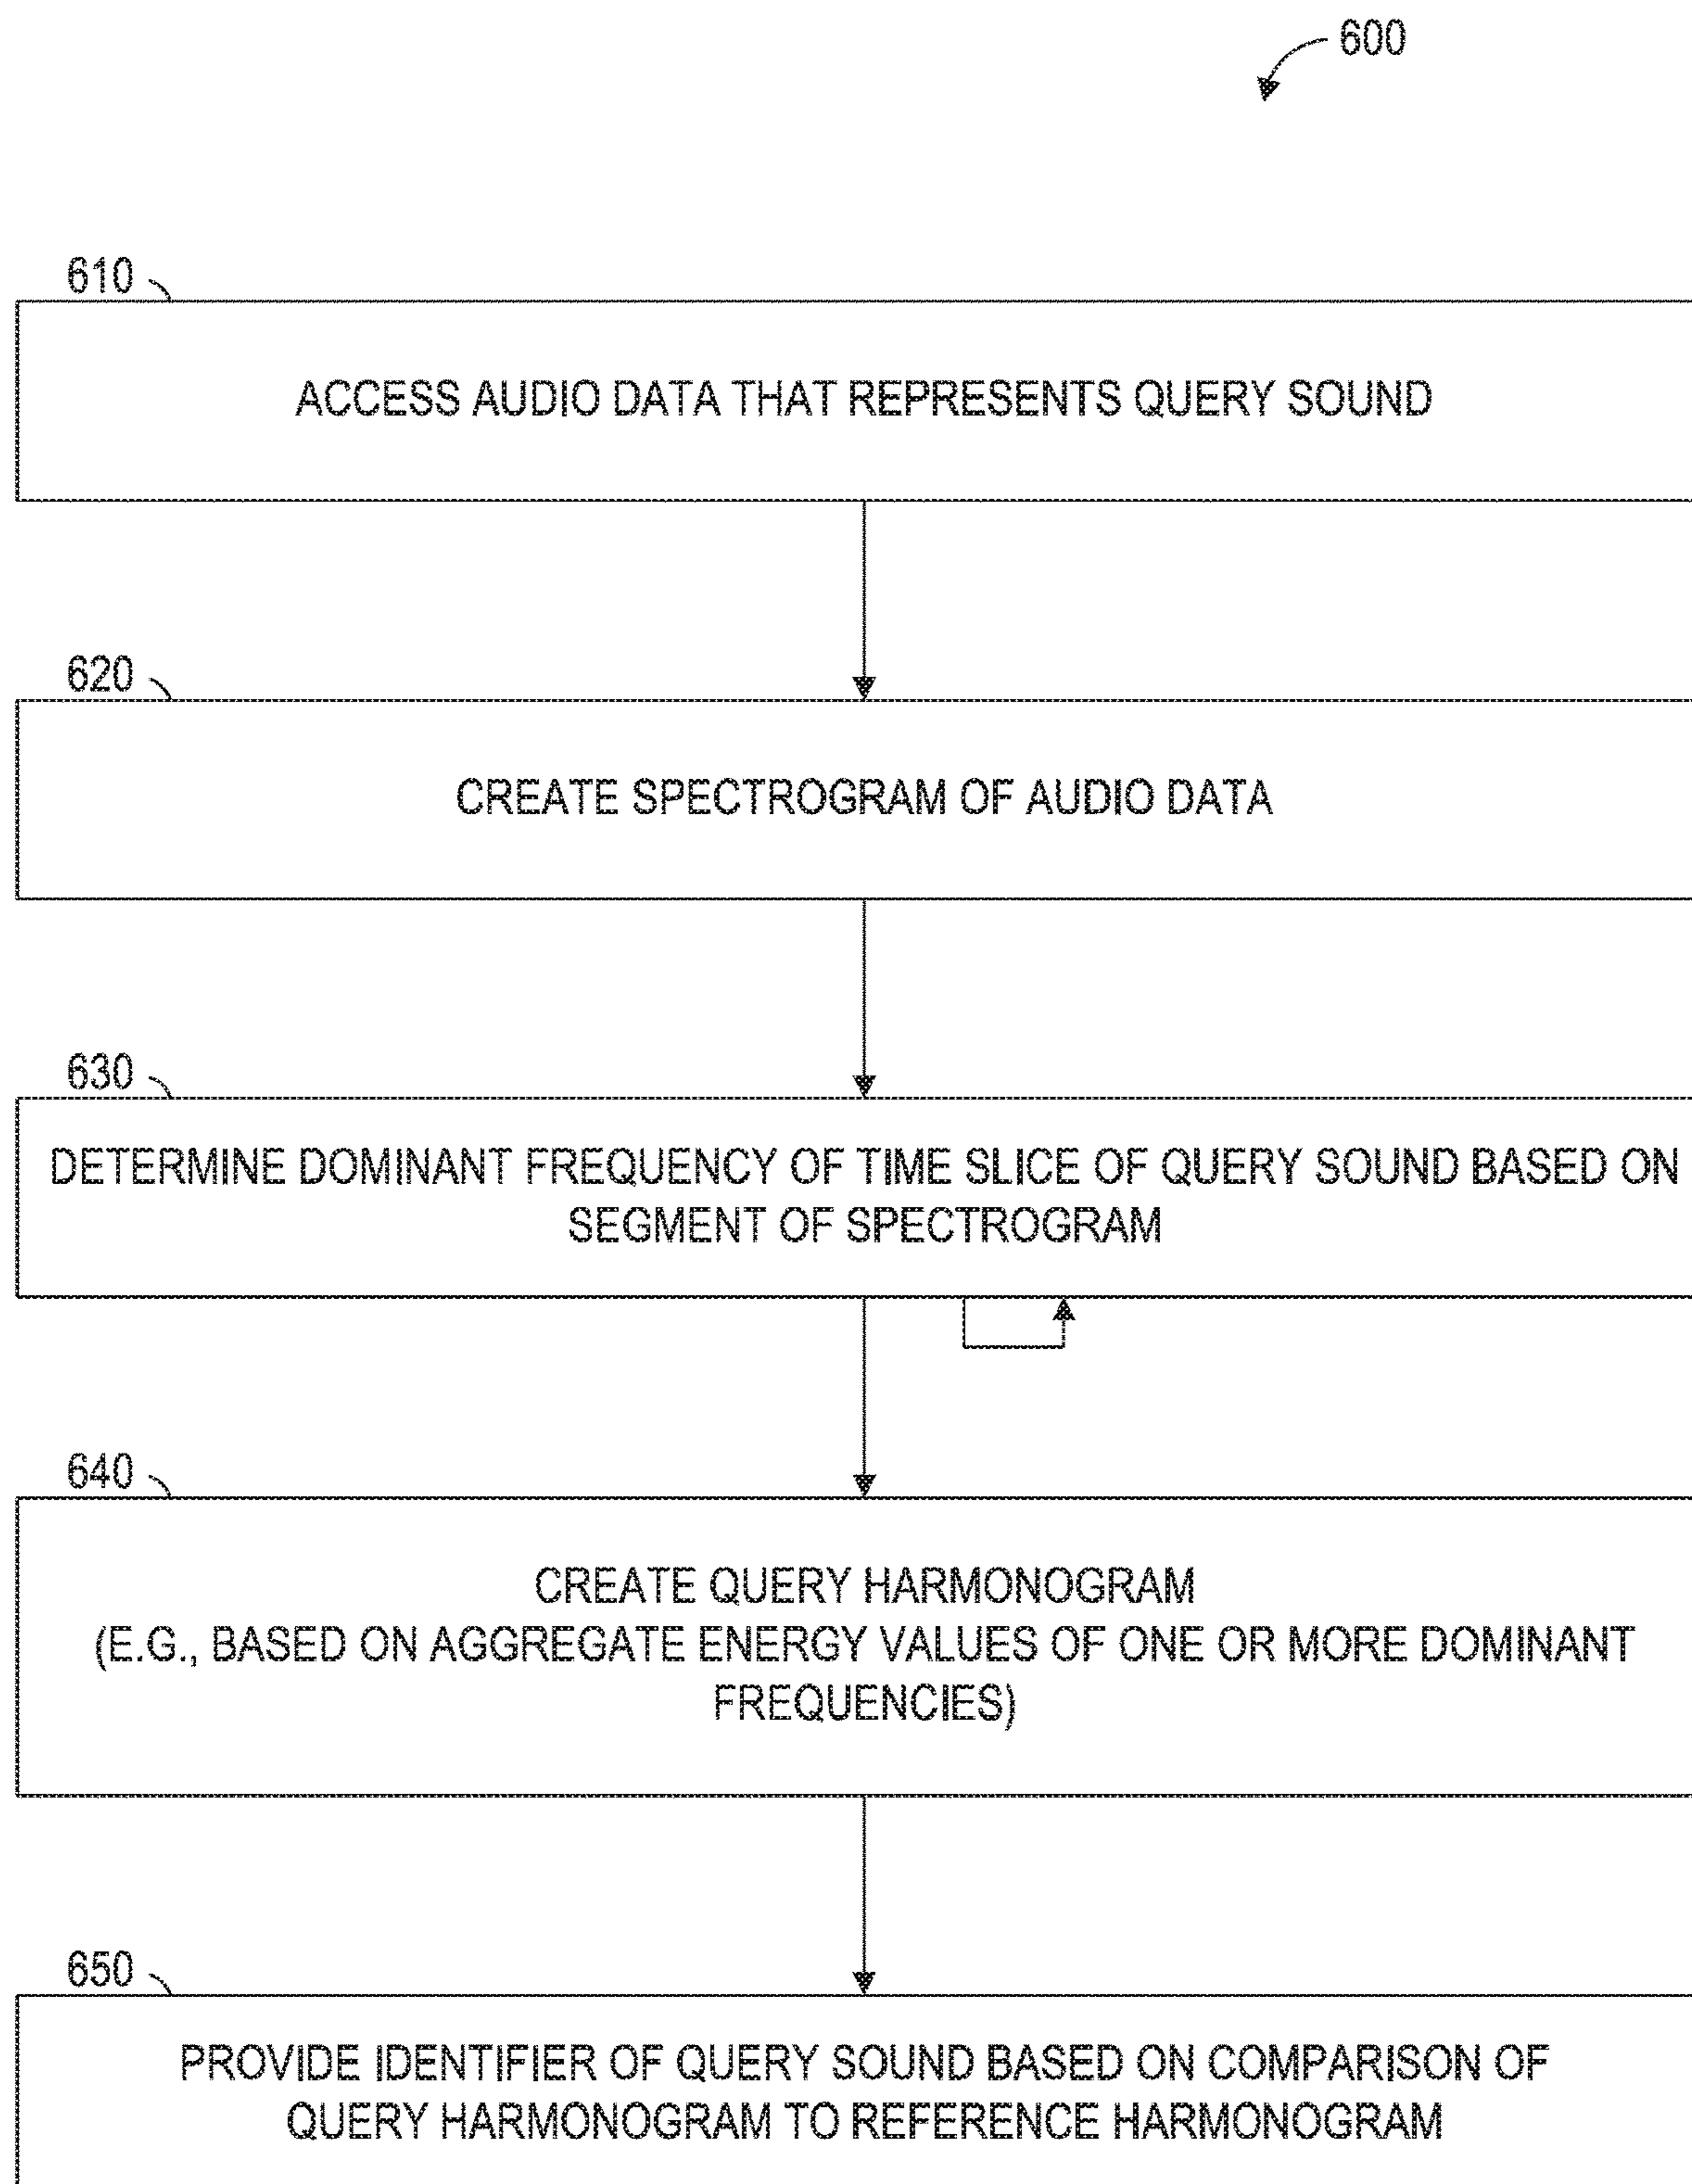 600
610
ACCESS AUDIO DATA THAT REPRESENTS QUERY SOUND
620
CREATE SPECTROGRAM OF AUDIO DATA
630
DETERMINE DOMINANT FREQUENCY OF TIME SLICE OF QUERY SOUND BASED ON
SEGMENT OF SPECTROGRAM
640
CREATE QUERY HARMONOGRAM
(E.G., BASED ON AGGREGATE ENERGY VALUES OF ONE OR MORE DOMINANT
FREQUENCIES)
650
PROVIDE IDENTIFIER OF QUERY SOUND BASED ON COMPARISON OF
QUERY HARMONOGRAM TO REFERENCE HARMONOGRAM